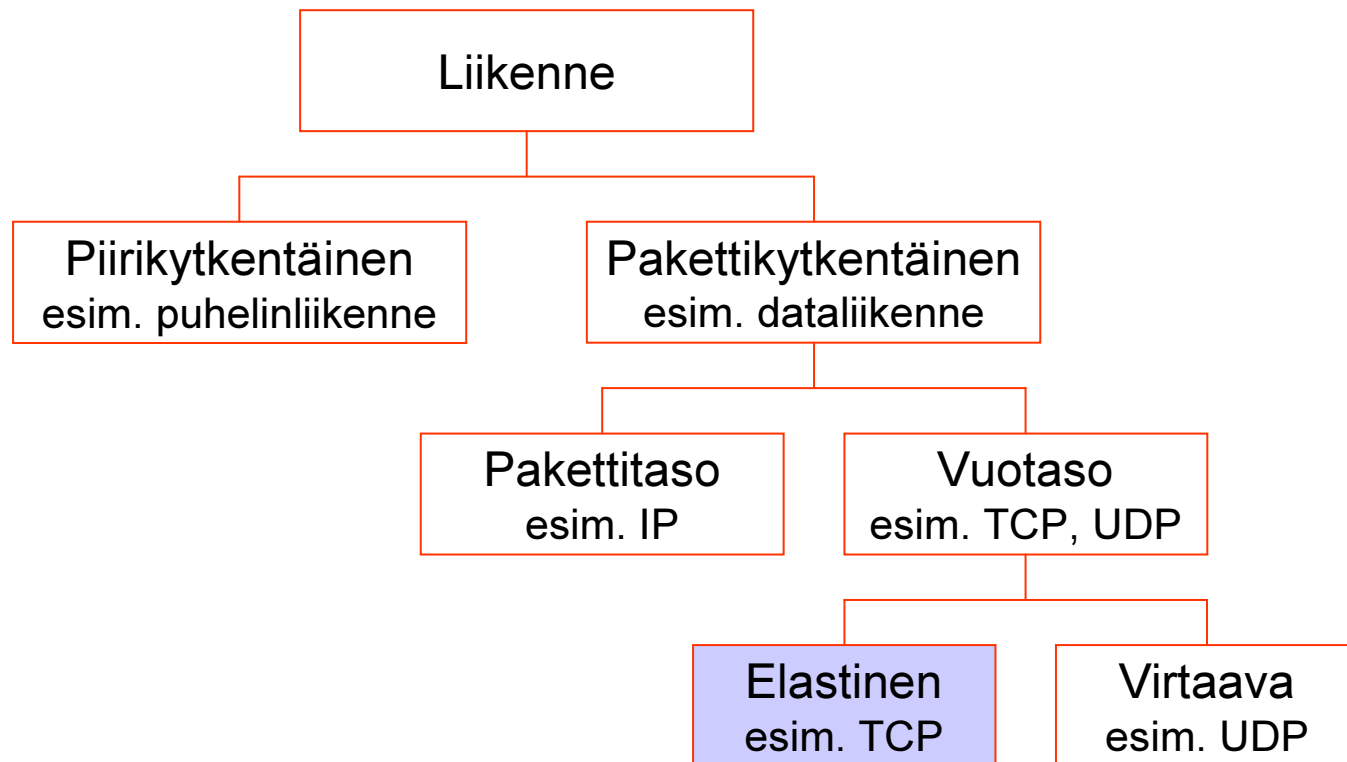 Liikenne
Piirikytkentäinen
esim. puhelinliikenne
Pakettikytkentäinen
esim. dataliikenne
Pakettitaso
esim. IP
Vuotaso
esim. TCP, UDP
Elastinen
esim. TCP
Virtaava
esim. UDP